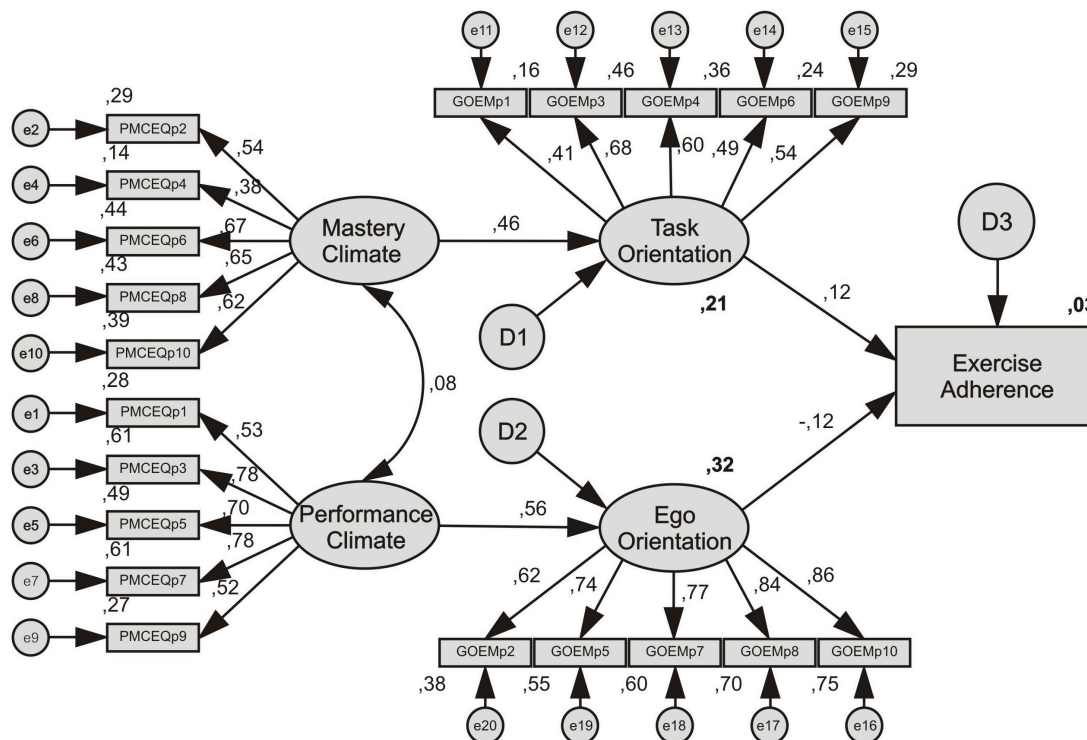 e11
e12
e13
e14
e15
,16
,46
,36
,24
,29
GOEMp1
GOEMp3
GOEMp4
GOEMp6
GOEMp9
,41
,68
,60
,49
,54
,29
e2
PMCEQp2
,14
e4
PMCEQp4
,44
e6
PMCEQp6
,43
e8
PMCEQp8
,39
e10
PMCEQp10
,28
e1
PMCEQp1
,61
e3
PMCEQp3
,49
e5
PMCEQp5
,61
e7
PMCEQp7
,27
e9
PMCEQp9
,54
,38
,67
,65
,62
,53
,78
,70
,78
,52
Mastery
Climate
,08
Performance
Climate
,46
,56
Task
Orientation
,21
D1
D2
,32
Ego
Orientation
,12
-,12
D3
,03
Exercise
Adherence
,62
,74
,77
,84
,86
GOEMp2
GOEMp5
GOEMp7
GOEMp8
GOEMp10
,38
,55
,60
,70
,75
e20
e19
e18
e17
e16